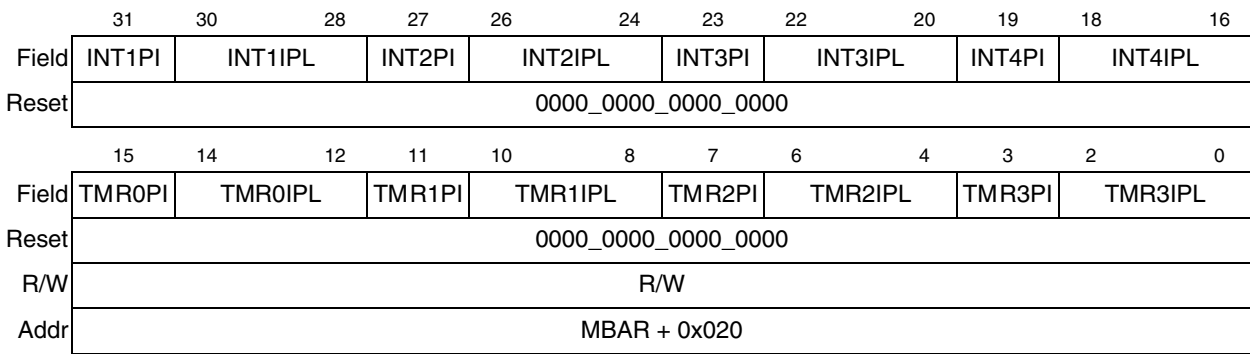 31 30 28 27 26 24 23 22 20 19 18 16
Field INT1PI INT1IPL INT2PI INT2IPL INT3PI INT3IPL INT4PI INT4IPL
Reset 0000_0000_0000_0000
15 14 12 11 10 8 7 6 4 3 2 0
Field TMR0PI TMR0IPL TMR1PI TMR1IPL TMR2PI TMR2IPL TMR3PI TMR3IPL
Reset 0000_0000_0000_0000
R/W R/W
Addr MBAR + 0x020